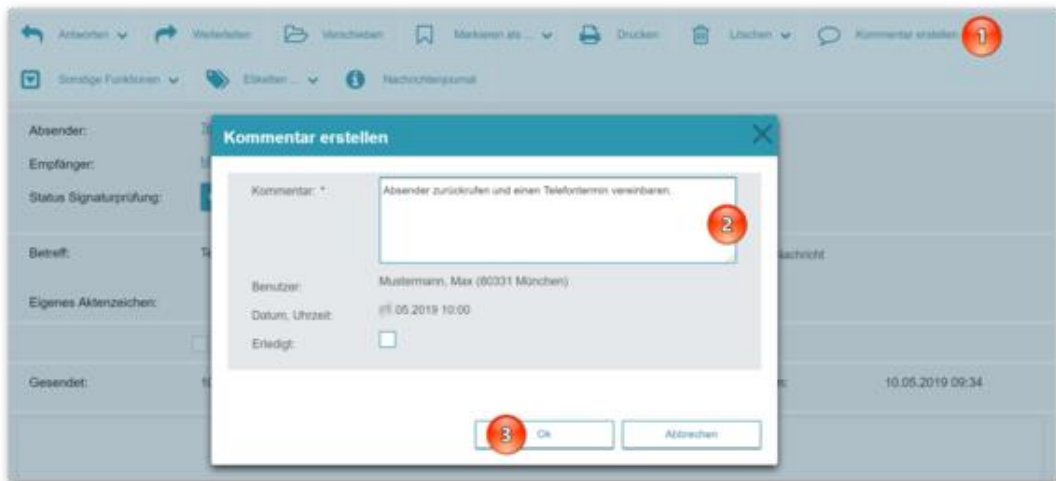 Antworten Weiterleiten Verschieben Markieren als ... Drucken Löschen Kommentar erstellen 1
Sonstige Funktionen Etiketten ... Nachrichtenjournal
Absender:
Empfänger:
Status Signaturprüfung:
Betreff:
Nachricht
Eigenes Aktenzeichen:
Gesendet:
10.05.2019 09:34
Kommentar erstellen
Kommentar: * Absender zurückrufen und einen Telefontermin vereinbaren. 2
Benutzer: Mustermann, Max (80331 München)
Datum, Uhrzeit: 05.2019 10:00
Erledigt:
3 Ok Abbrechen